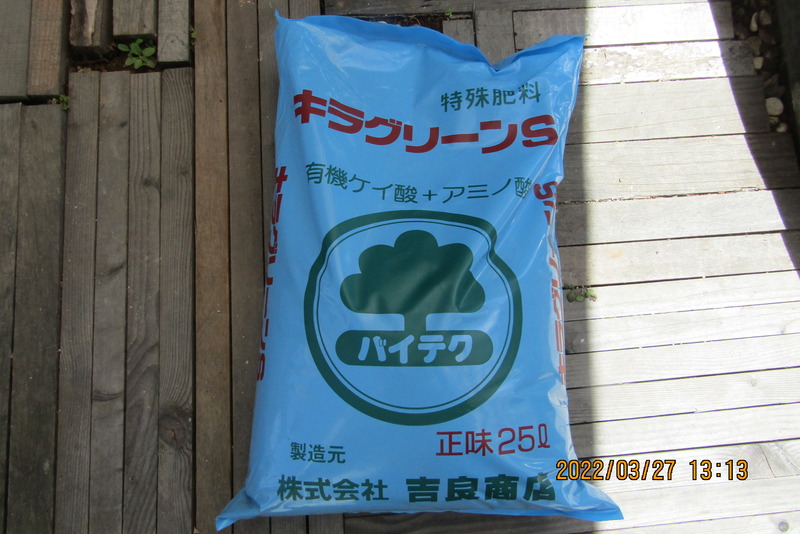 特殊肥料
キラグリーンS
有機ケイ酸+アミノ酸
バイテク
正味25ℓ
製造元
株式会社 吉良商店
2022/03/27 13:13